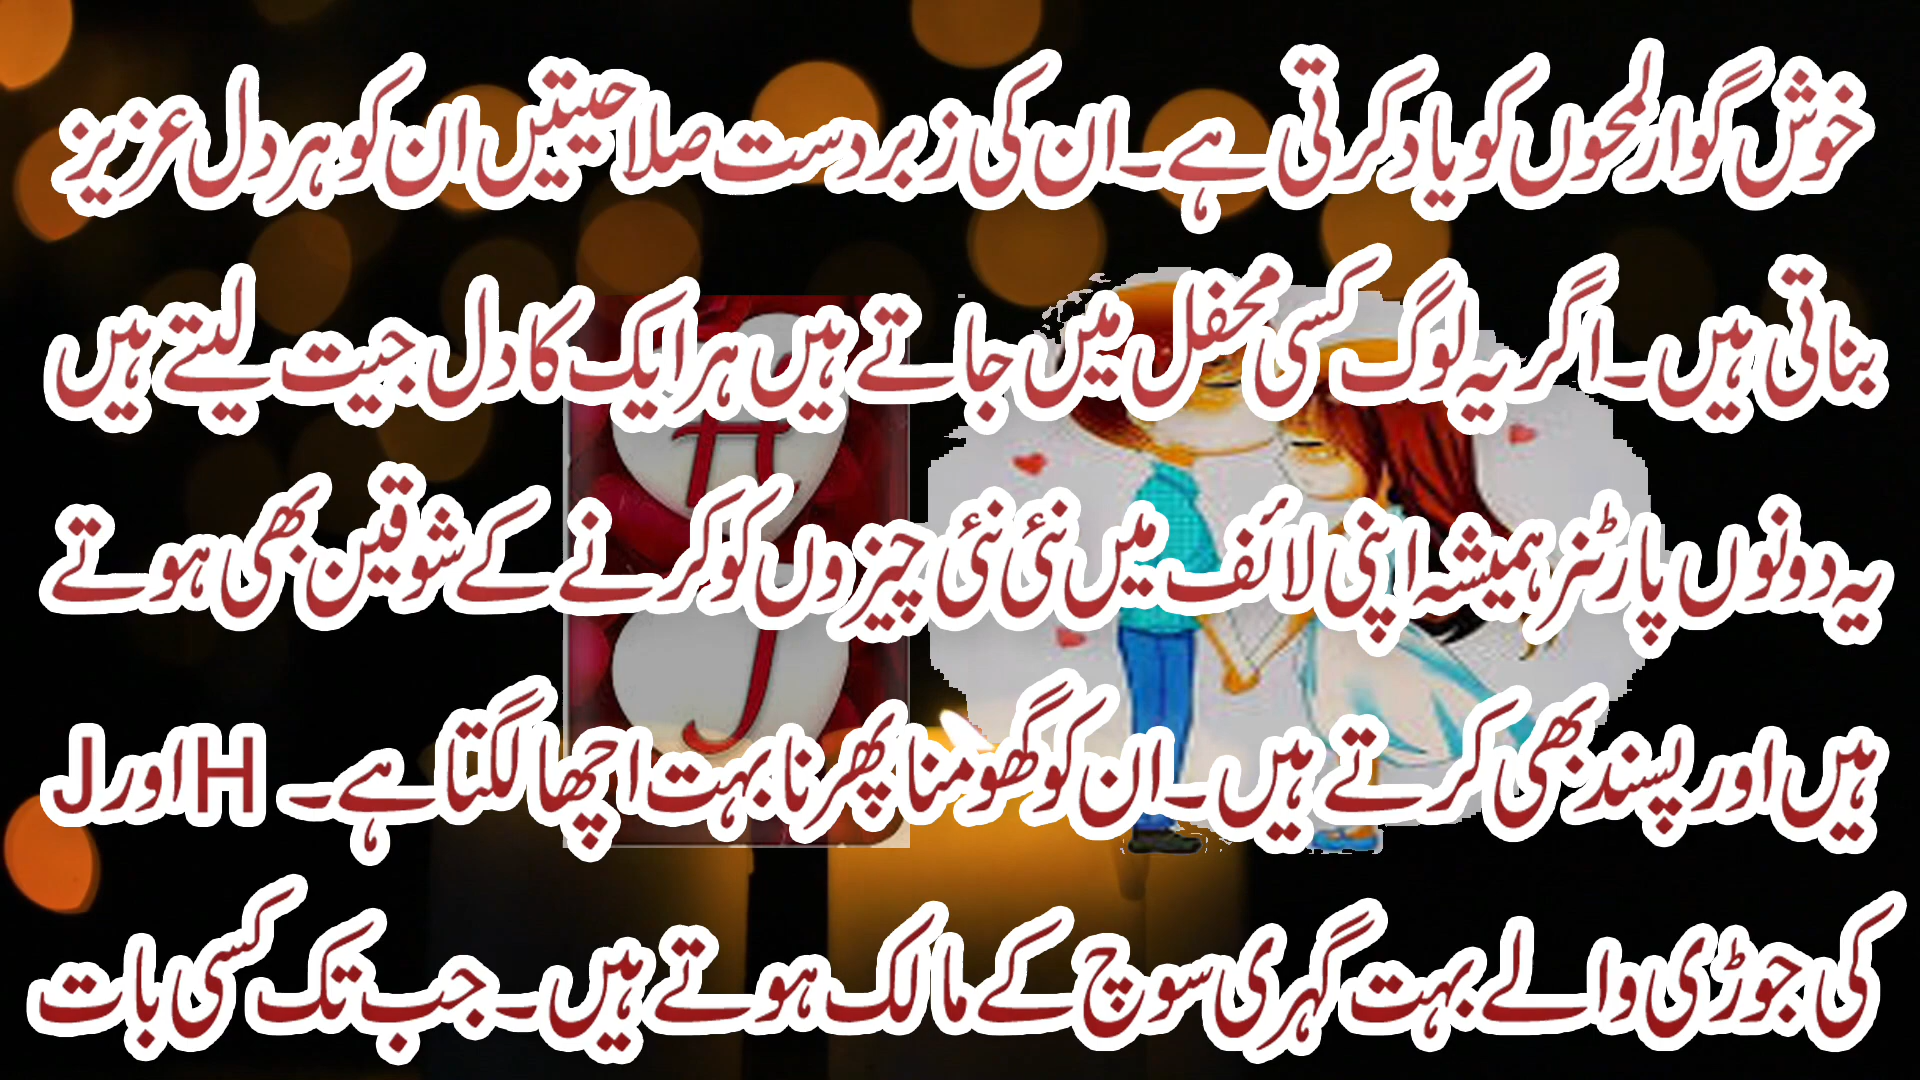 خوش گوار لمحوں کو یاد کرتی ہے۔ ان کی زبردست صلاحیتیں ان کو ہر دل عزیز
بناتی ہیں۔ اگر یہ لوگ کسی محفل میں جاتے ہیں ہر ایک کا دل جیت لیتے ہیں
یہ دونوں پارٹنر ہمیشہ اپنی لائف میں نئی نئی چیزوں کو کرنے کے شوقین بھی ہوتے
ہیں اور پسند بھی کرتے ہیں۔ ان کو گھومنا پھرنا بہت اچھا لگتا ہے۔ H اور J
کی جوڑی والے بہت گہری سوچ کے مالک ہوتے ہیں۔ جب تک کسی بات
H
J